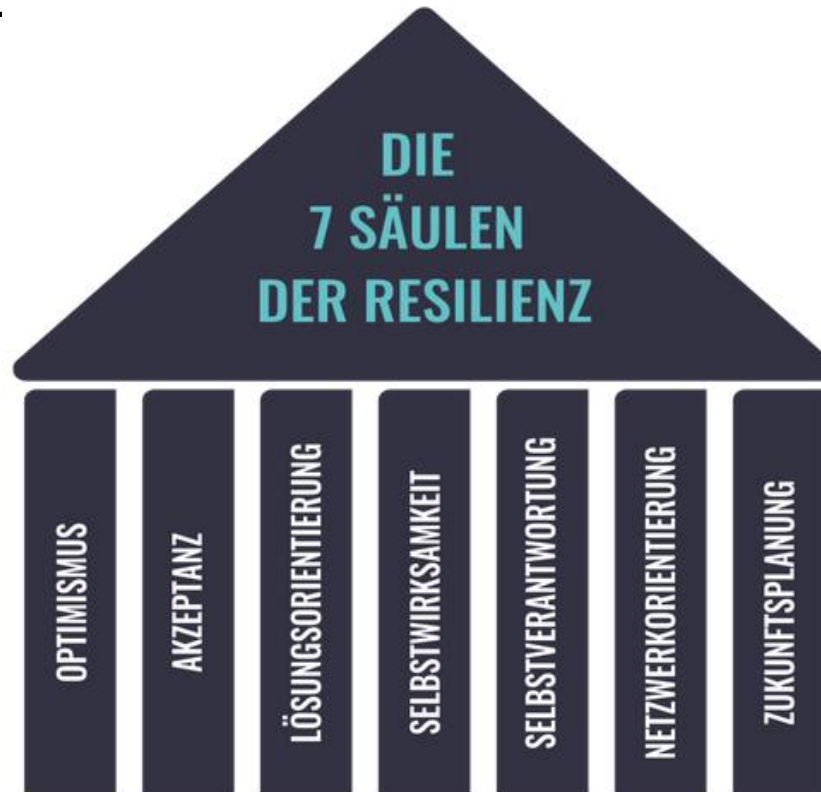 DIE
7 SÄULEN
DER RESILIENZ
OPTIMISMUS
AKZEPTANZ
LÖSUNGSORIENTIERUNG
SELBSTWIRKSAMKEIT
SELBSTVERANTWORTUNG
NETZWERKORIENTIERUNG
ZUKUNFTSPLANUNG